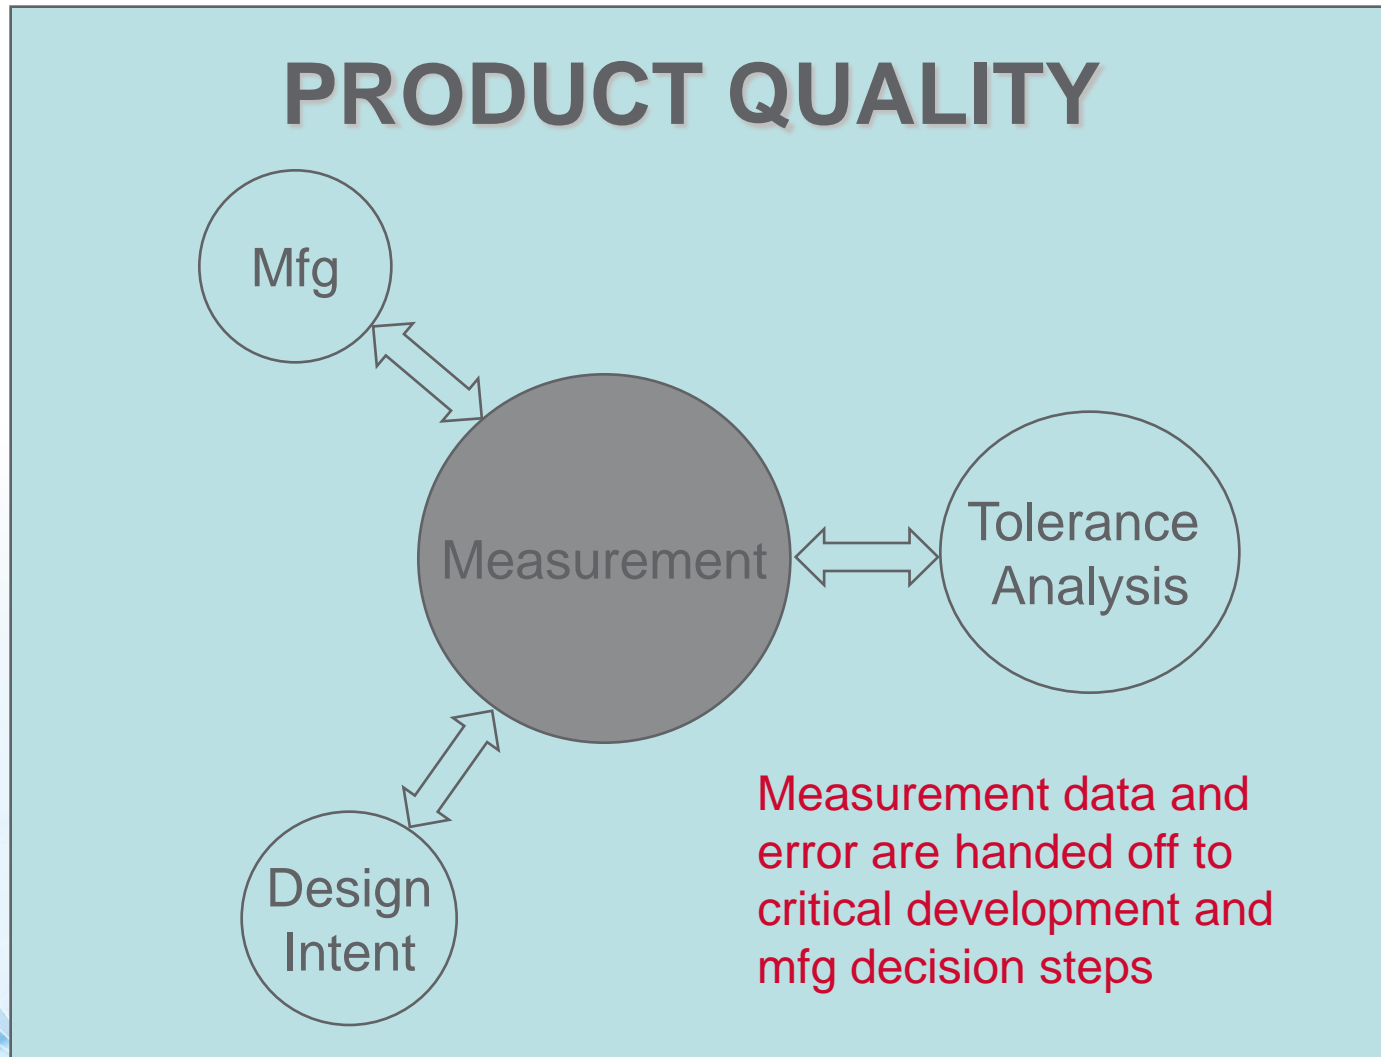 PRODUCT QUALITY
Mfg
Measurement
Tolerance
Analysis
Design
Intent
Measurement data and
error are handed off to
critical development and
mfg decision steps